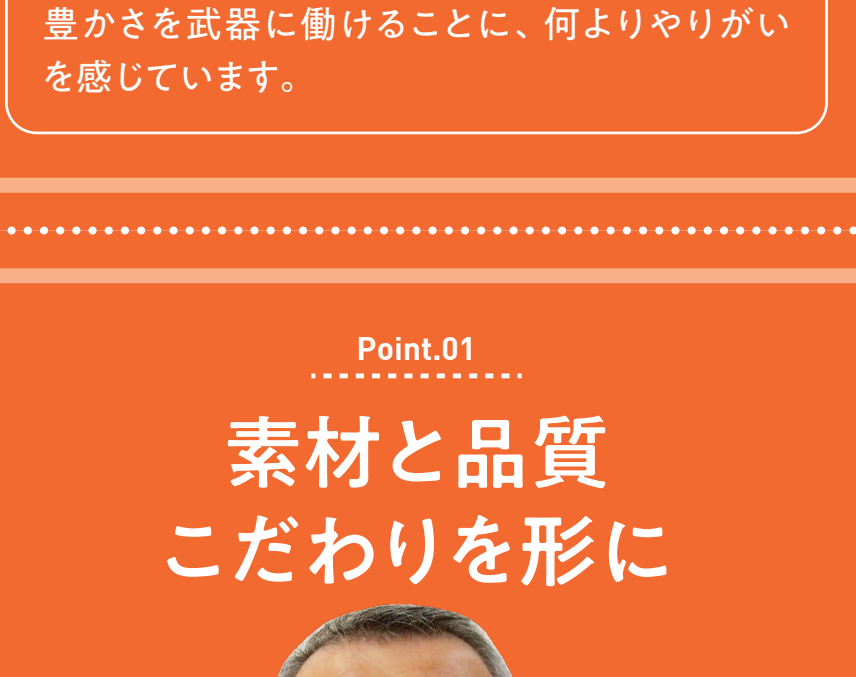 豊かさを武器に働けることに、何よりやりがい
を感じています。
Point.01
素材と品質
こだわりを形に